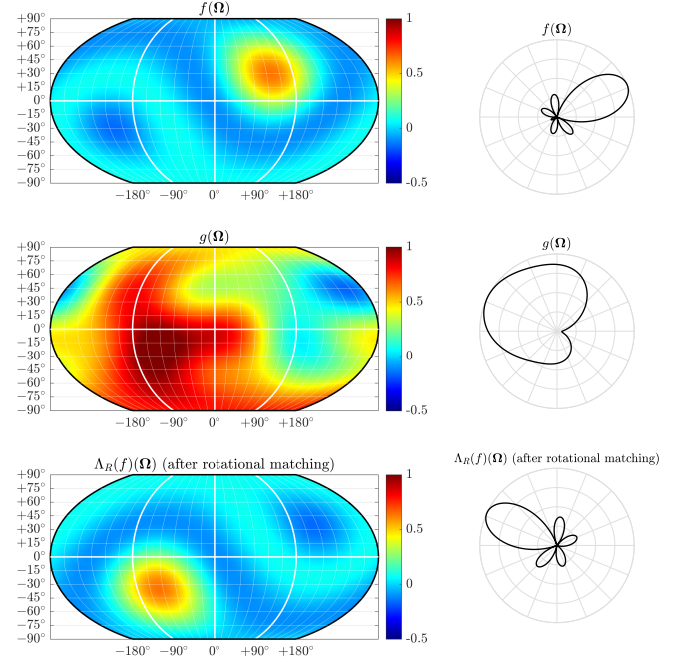 f(Ω)
+90° +75° +60° +45° +30° +15° 0° −15° −30° −45° −60° −75° −90°
−180° −90° 0° +90° +180°
1 0.5 0 -0.5
f(Ω)
g(Ω)
+90° +75° +60° +45° +30° +15° 0° −15° −30° −45° −60° −75° −90°
−180° −90° 0° +90° +180°
1 0.5 0 -0.5
g(Ω)
Λ_R(f)(Ω) (after rotational matching)
+90° +75° +60° +45° +30° +15° 0° −15° −30° −45° −60° −75° −90°
−180° −90° 0° +90° +180°
1 0.5 0 -0.5
Λ_R(f)(Ω) (after rotational matching)